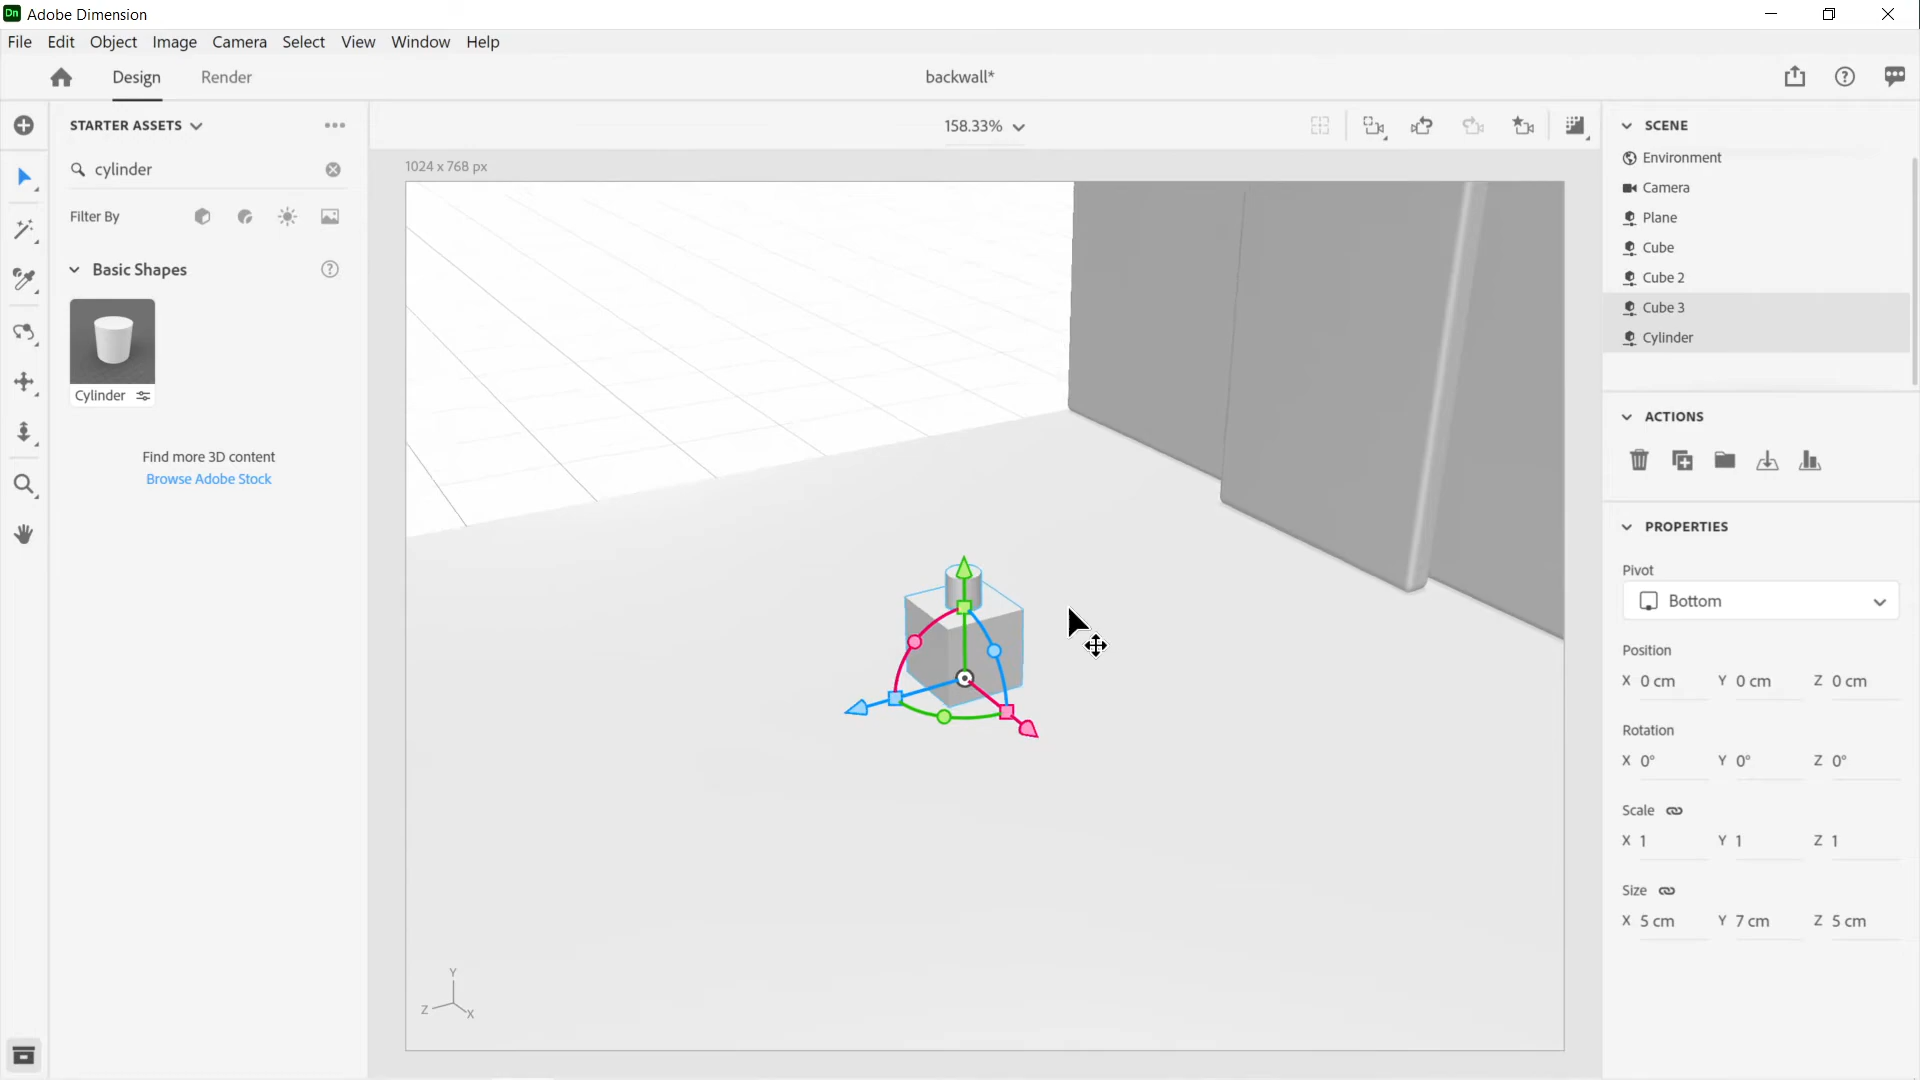 Dn Adobe Dimension
File Edit Object Image Camera Select View Window Help
Design Render backwall*
STARTER ASSETS
cylinder
Filter By
Basic Shapes
Cylinder
Find more 3D content
Browse Adobe Stock
158.33%
1024 x 768 px
Y
Z
X
SCENE
Environment
Camera
Plane
Cube
Cube 2
Cube 3
Cylinder
ACTIONS
PROPERTIES
Pivot
Bottom
Position
X 0 cm Y 0 cm Z 0 cm
Rotation
X 0° Y 0° Z 0°
Scale
X 1 Y 1 Z 1
Size
X 5 cm Y 7 cm Z 5 cm